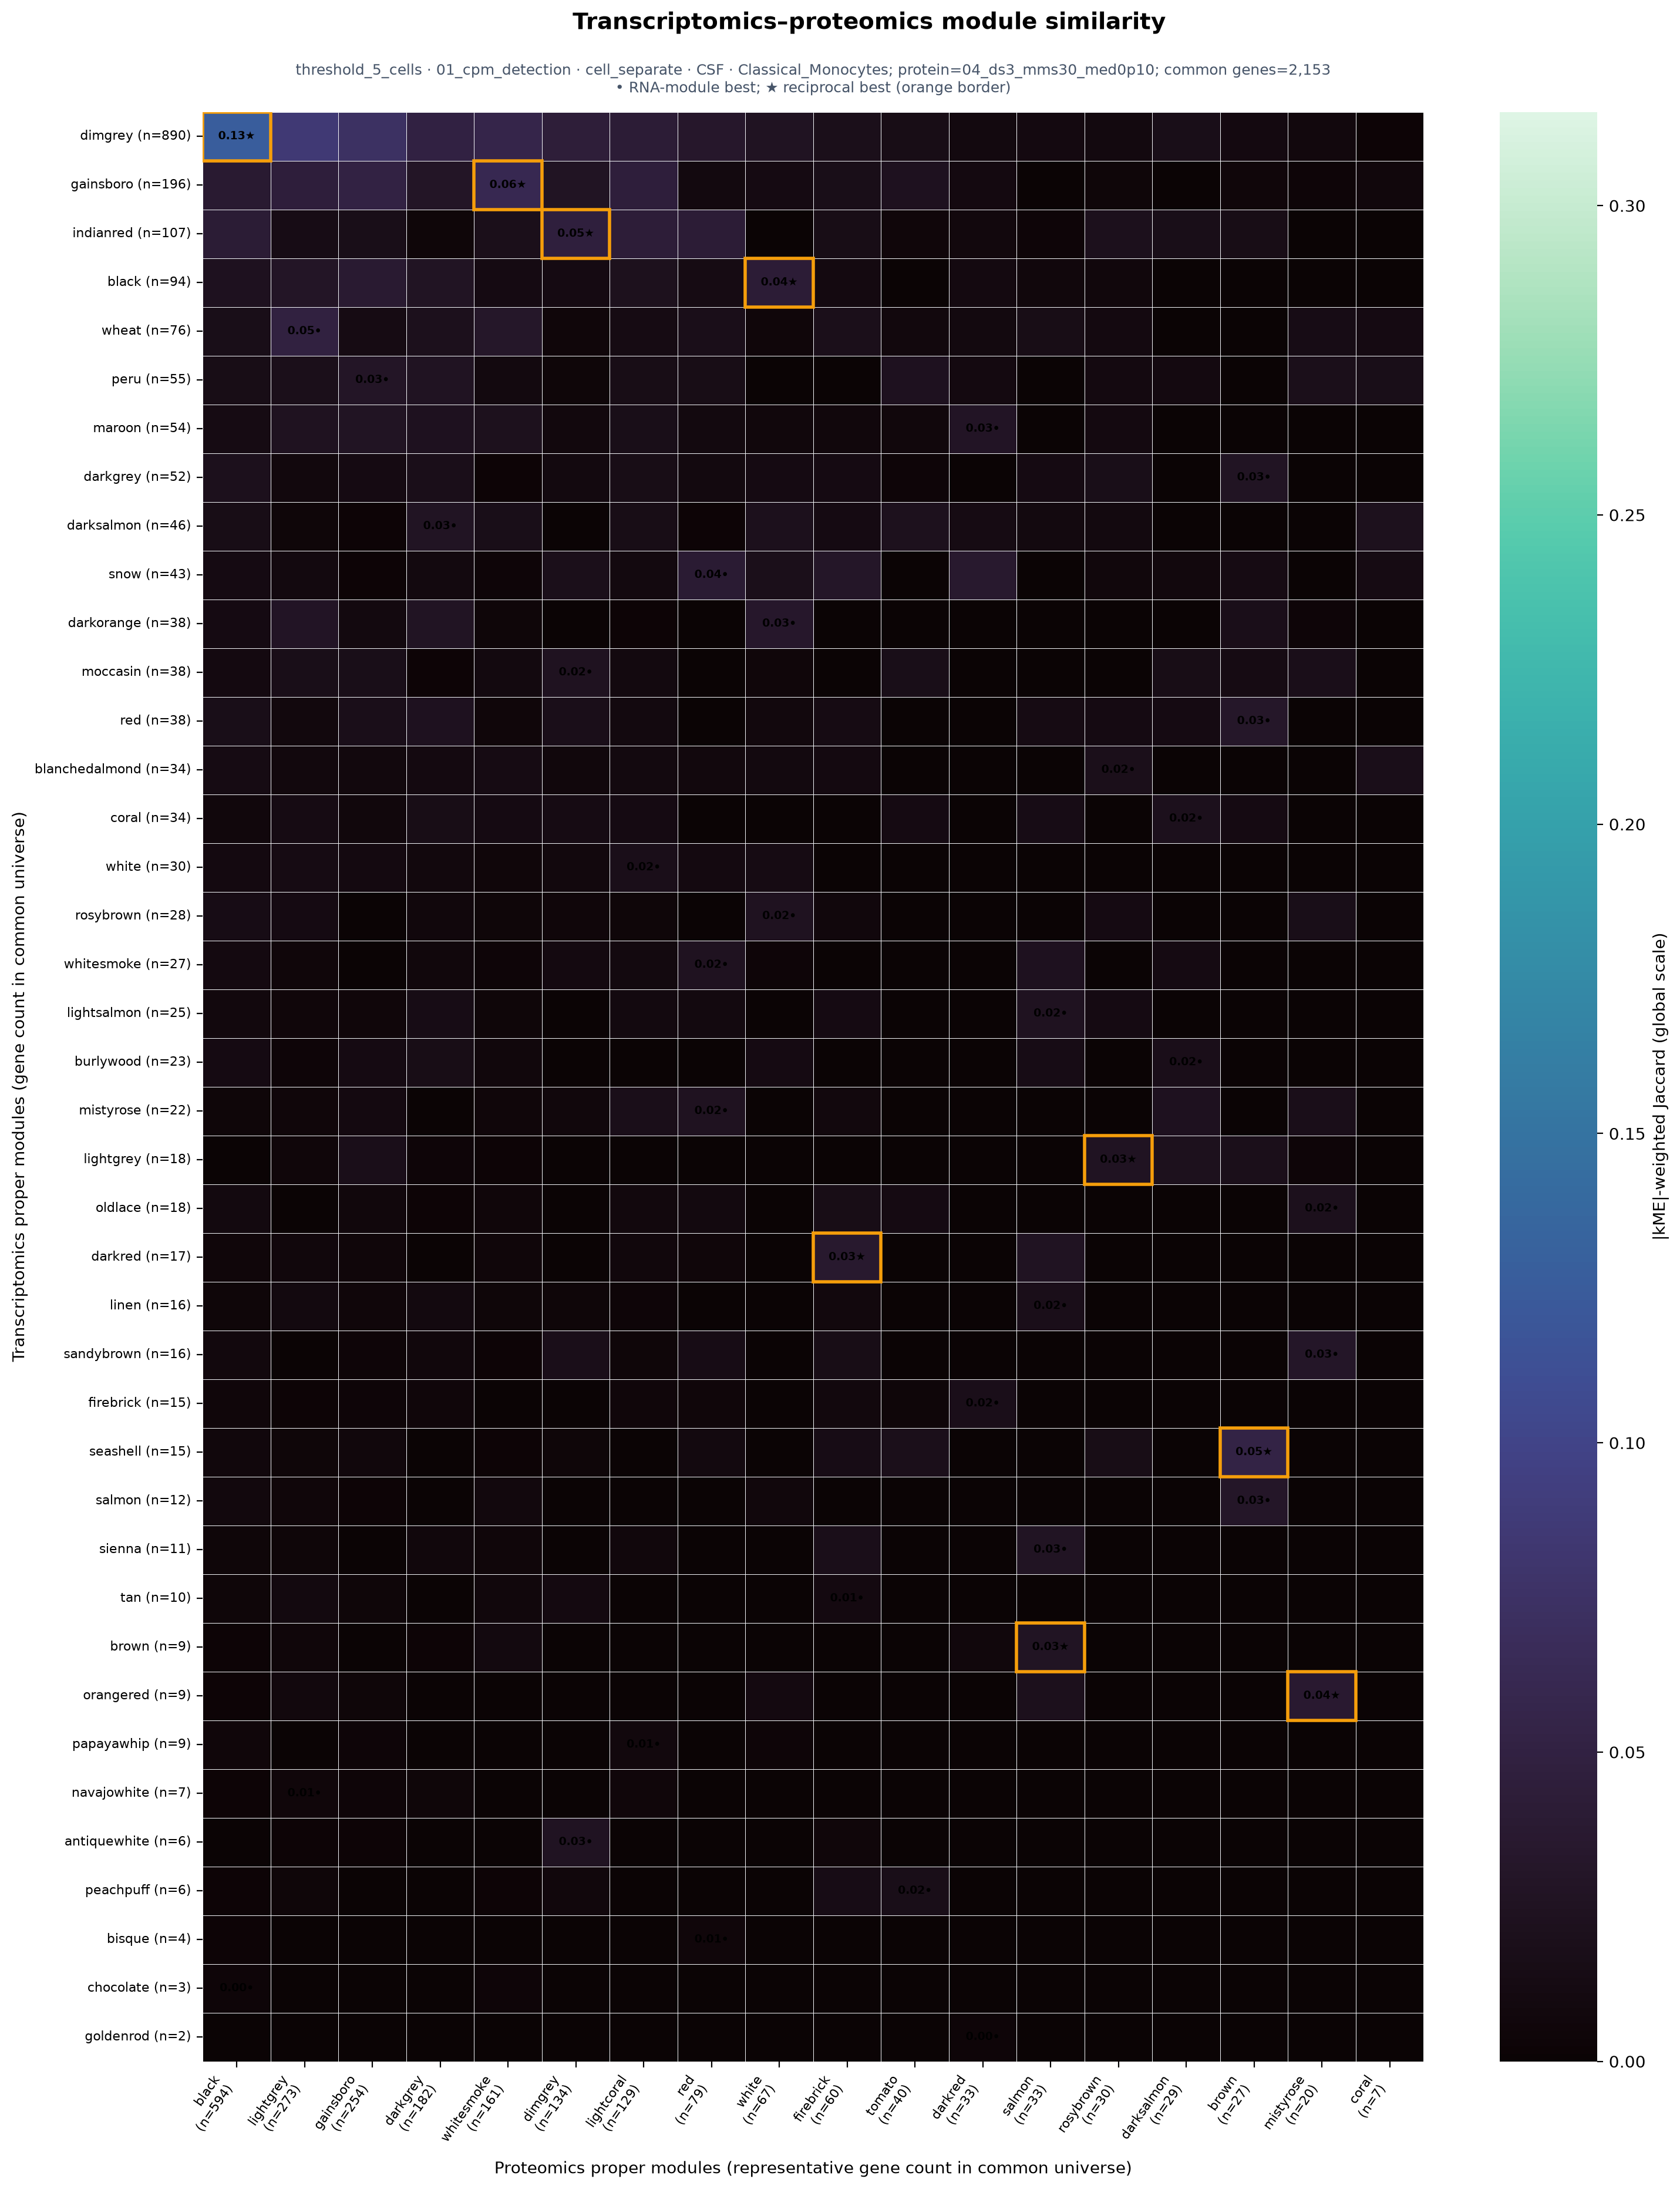 Transcriptomics–proteomics module similarity
threshold_5_cells · 01_cpm_detection · cell_separate · CSF · Classical_Monocytes; protein=04_ds3_mms30_med0p10; common genes=2,153
• RNA-module best; ★ reciprocal best (orange border)
Transcriptomics proper modules (gene count in common universe)
dimgrey (n=890)
0.13★
gainsboro (n=196)
0.06★
indianred (n=107)
0.05★
black (n=94)
0.04★
wheat (n=76)
0.05•
peru (n=55)
0.03•
maroon (n=54)
0.03•
darkgrey (n=52)
0.03•
darksalmon (n=46)
0.03•
snow (n=43)
0.04•
darkorange (n=38)
0.03•
moccasin (n=38)
0.02•
red (n=38)
0.03•
blanchedalmond (n=34)
0.02•
coral (n=34)
0.02•
white (n=30)
0.02•
rosybrown (n=28)
0.02•
whitesmoke (n=27)
0.02•
lightsalmon (n=25)
0.02•
burlywood (n=23)
0.02•
mistyrose (n=22)
0.02•
lightgrey (n=18)
0.03★
oldlace (n=18)
0.02•
darkred (n=17)
0.03★
linen (n=16)
0.02•
sandybrown (n=16)
0.03•
firebrick (n=15)
0.02•
seashell (n=15)
0.05★
salmon (n=12)
0.03•
sienna (n=11)
0.03•
tan (n=10)
0.01•
brown (n=9)
0.03★
orangered (n=9)
0.04★
papayawhip (n=9)
0.01•
navajowhite (n=7)
0.01•
antiquewhite (n=6)
0.03•
peachpuff (n=6)
0.02•
bisque (n=4)
0.01•
chocolate (n=3)
0.00•
goldenrod (n=2)
0.00•
black
(n=594)
lightgrey
(n=273)
gainsboro
(n=254)
darkgrey
(n=182)
whitesmoke
(n=161)
dimgrey
(n=134)
lightcoral
(n=129)
red
(n=79)
white
(n=67)
firebrick
(n=60)
tomato
(n=40)
darkred
(n=33)
salmon
(n=33)
rosybrown
(n=30)
darksalmon
(n=29)
brown
(n=27)
mistyrose
(n=20)
coral
(n=7)
Proteomics proper modules (representative gene count in common universe)
0.30
0.25
0.20
0.15
0.10
0.05
0.00
|kME|-weighted Jaccard (global scale)